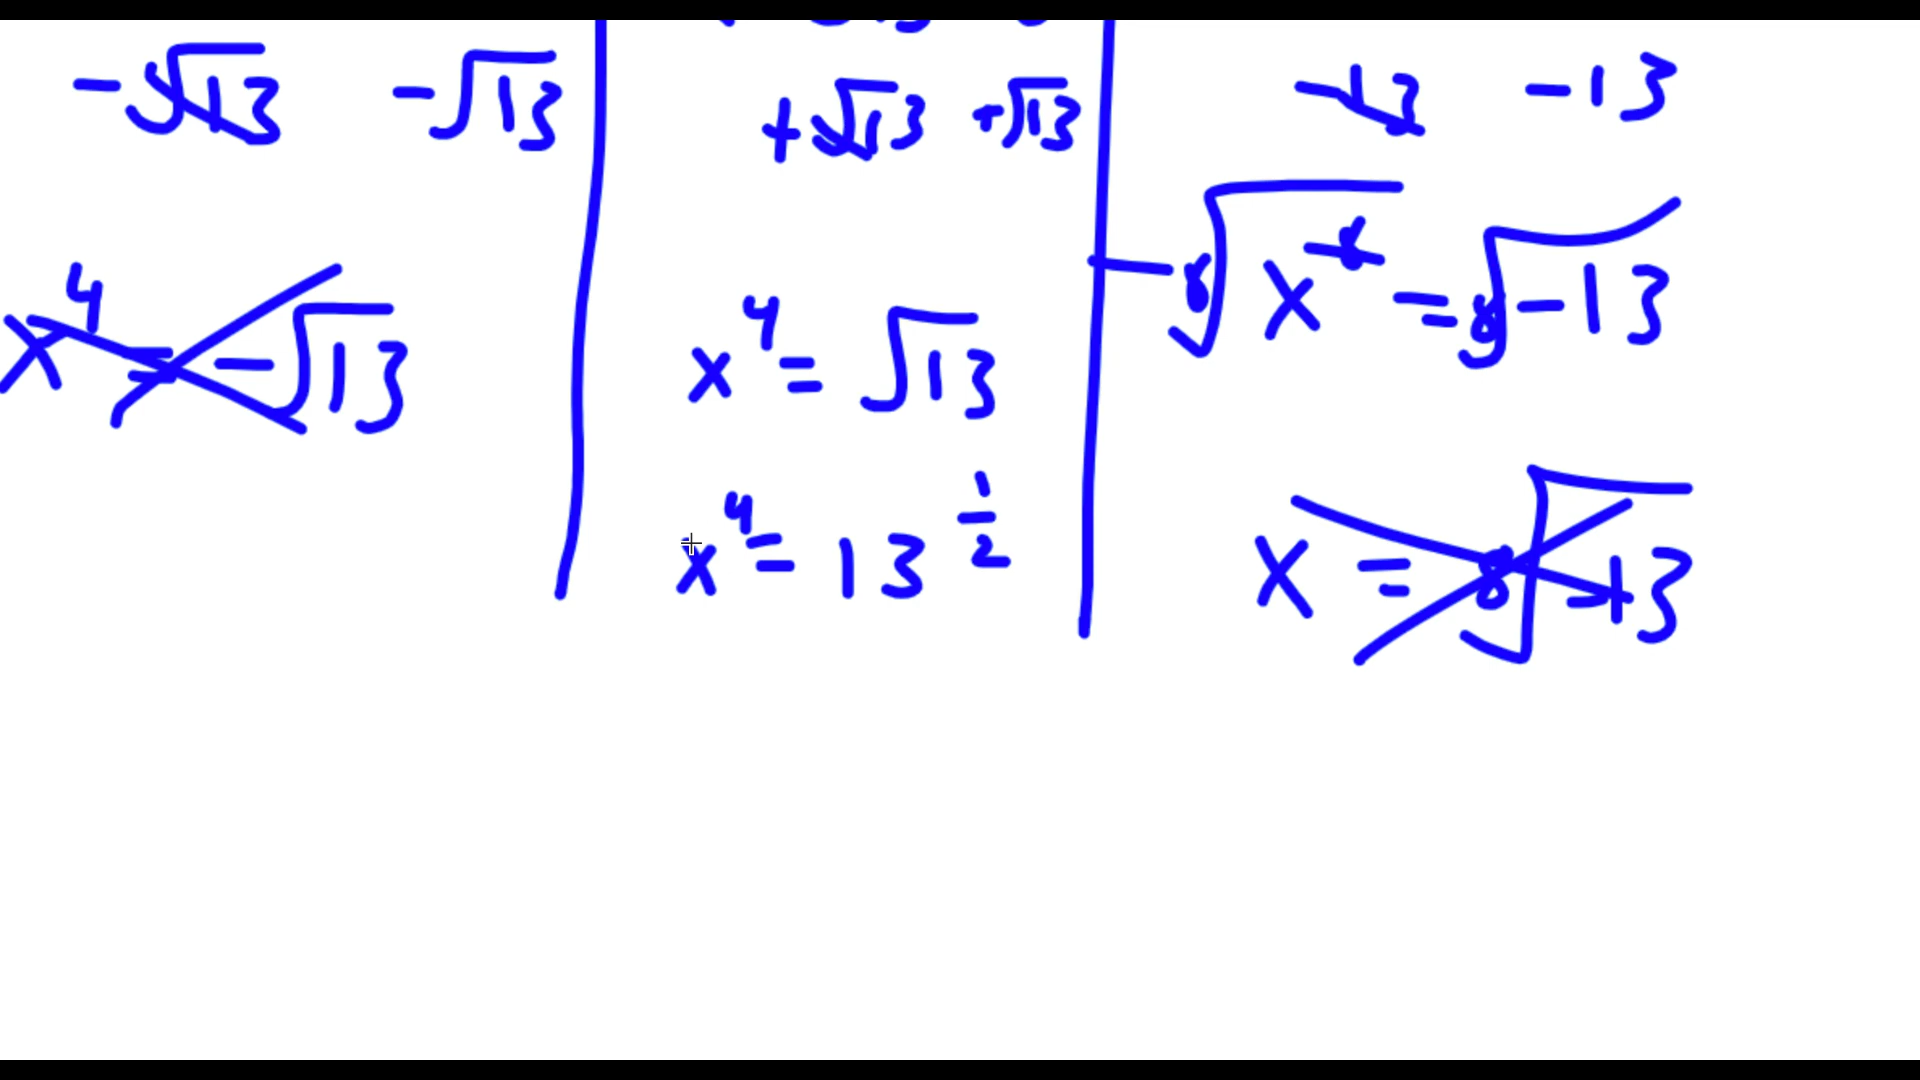 -√13 -√13
x⁴ = -√13
+√13 +√13
x⁴ = √13
x⁴ = 13^(1/2)
-13 -13
⁸√x⁸ = ⁸√-13
x = ⁸√-13